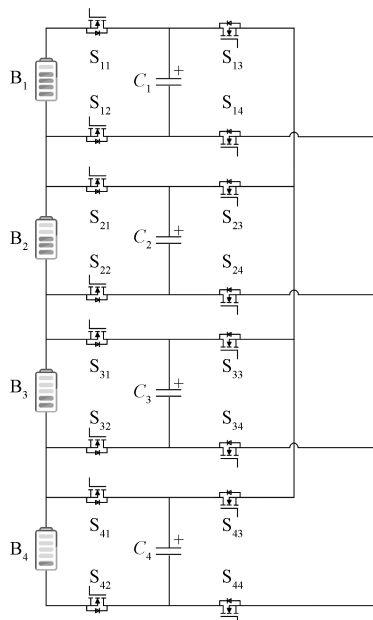 S₁₁ S₁₃
B₁ C₁ +
S₁₂ S₁₄
S₂₁ S₂₃
B₂ C₂ +
S₂₂ S₂₄
S₃₁ S₃₃
B₃ C₃ +
S₃₂ S₃₄
S₄₁ S₄₃
B₄ C₄ +
S₄₂ S₄₄